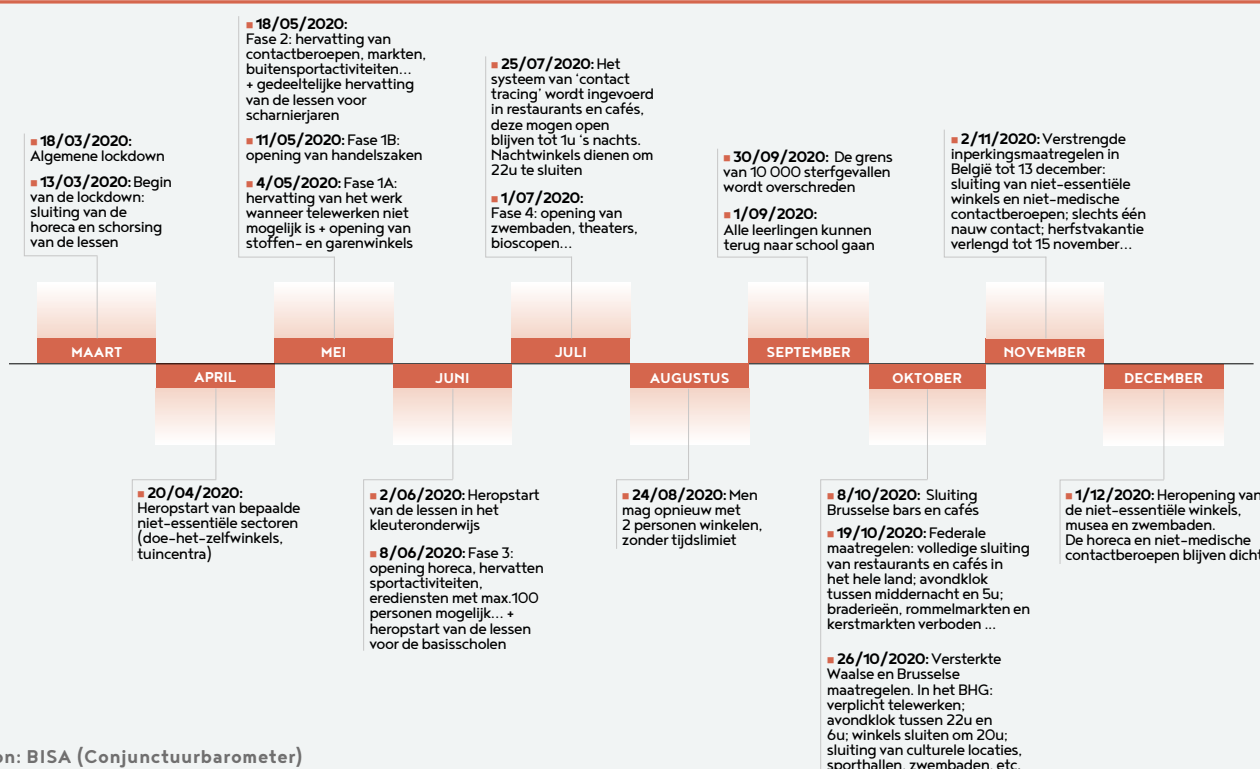 ■ 18/05/2020:
Fase 2: hervatting van
contactberoepen, markten,
buitensportactiviteiten...
+ gedeeltelijke hervatting
van de lessen voor
scharnierjaren
■ 11/05/2020: Fase 1B:
opening van handelszaken
■ 4/05/2020: Fase 1A:
hervatting van het werk
wanneer telewerken niet
mogelijk is + opening van
stoffen- en garenwinkels
■ 18/03/2020:
Algemene lockdown
■ 13/03/2020: Begin
van de lockdown:
sluiting van de
horeca en schorsing
van de lessen
■ 25/07/2020: Het
systeem van ‘contact
tracing’ wordt ingevoerd
in restaurants en cafés,
deze mogen open
blijven tot 1u ‘s nachts.
Nachtwinkels dienen om
22u te sluiten
■ 1/07/2020:
Fase 4: opening van
zwembaden, theaters,
bioscopen...
■ 30/09/2020: De grens
van 10 000 sterfgevallen
wordt overschreden
■ 1/09/2020:
Alle leerlingen kunnen
terug naar school gaan
■ 2/11/2020: Verstrengde
inperkingsmaatregelen in
België tot 13 december:
sluiting van niet-essentiële
winkels en niet-medische
contactberoepen; slechts één
nauw contact; herfstvakantie
verlengd tot 15 november...
MAART
APRIL
MEI
JUNI
JULI
AUGUSTUS
SEPTEMBER
OKTOBER
NOVEMBER
DECEMBER
■ 20/04/2020:
Heropstart van bepaalde
niet-essentiële sectoren
(doe-het-zelfwinkels,
tuincentra)
■ 2/06/2020: Heropstart
van de lessen in het
kleuteronderwijs
■ 8/06/2020: Fase 3:
opening horeca, hervatten
sportactiviteiten,
erediensten met max.100
personen mogelijk... +
heropstart van de lessen
voor de basisscholen
■ 24/08/2020: Men
mag opnieuw met
2 personen winkelen,
zonder tijdslimiet
■ 8/10/2020: Sluiting
Brusselse bars en cafés
■ 19/10/2020: Federale
maatregelen: volledige sluiting
van restaurants en cafés in
het hele land; avondklok
tussen middernacht en 5u;
braderieën, rommelmarkten en
kerstmarkten verboden ...
■ 26/10/2020: Versterkte
Waalse en Brusselse
maatregelen. In het BHG:
verplicht telewerken;
avondklok tussen 22u en
6u; winkels sluiten om 20u;
sluiting van culturele locaties,
sporthallen, zwembaden, etc.
■ 1/12/2020: Heropening van
de niet-essentiële winkels,
musea en zwembaden.
De horeca en niet-medische
contactberoepen blijven dicht
on: BISA (Conjunctuurbarometer)